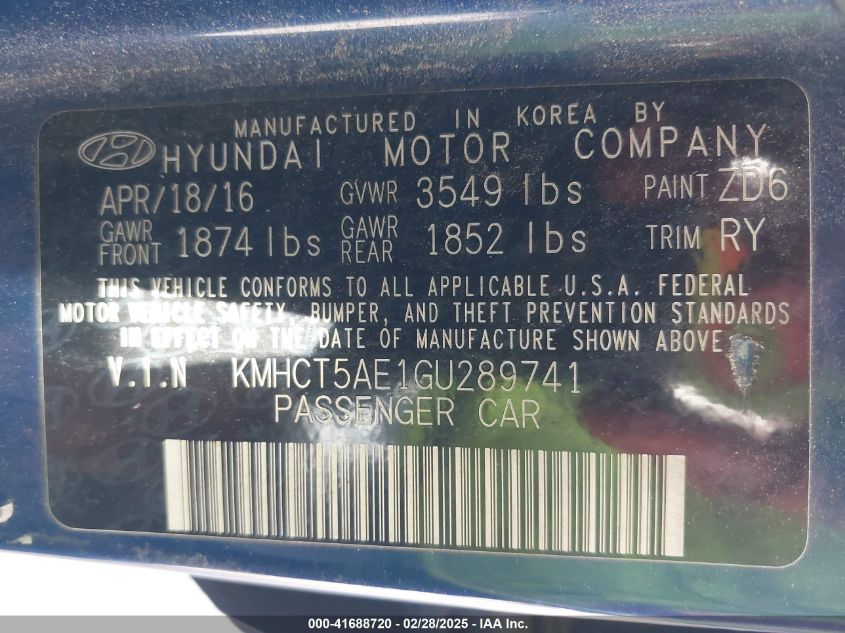 MANUFACTURED IN KOREA BY
HYUNDAI MOTOR COMPANY
APR/18/16 GVWR 3549 lbs PAINT ZD6
GAWR FRONT 1874 lbs GAWR REAR 1852 lbs TRIM RY
THIS VEHICLE CONFORMS TO ALL APPLICABLE U.S.A. FEDERAL
MOTOR VEHICLE SAFETY, BUMPER, AND THEFT PREVENTION STANDARDS
IN EFFECT ON THE DATE OF MANUFACTURE SHOWN ABOVE
V.I.N KMHCT5AE1GU289741
PASSENGER CAR
000-41688720 - 02/28/2025 - IAA Inc.